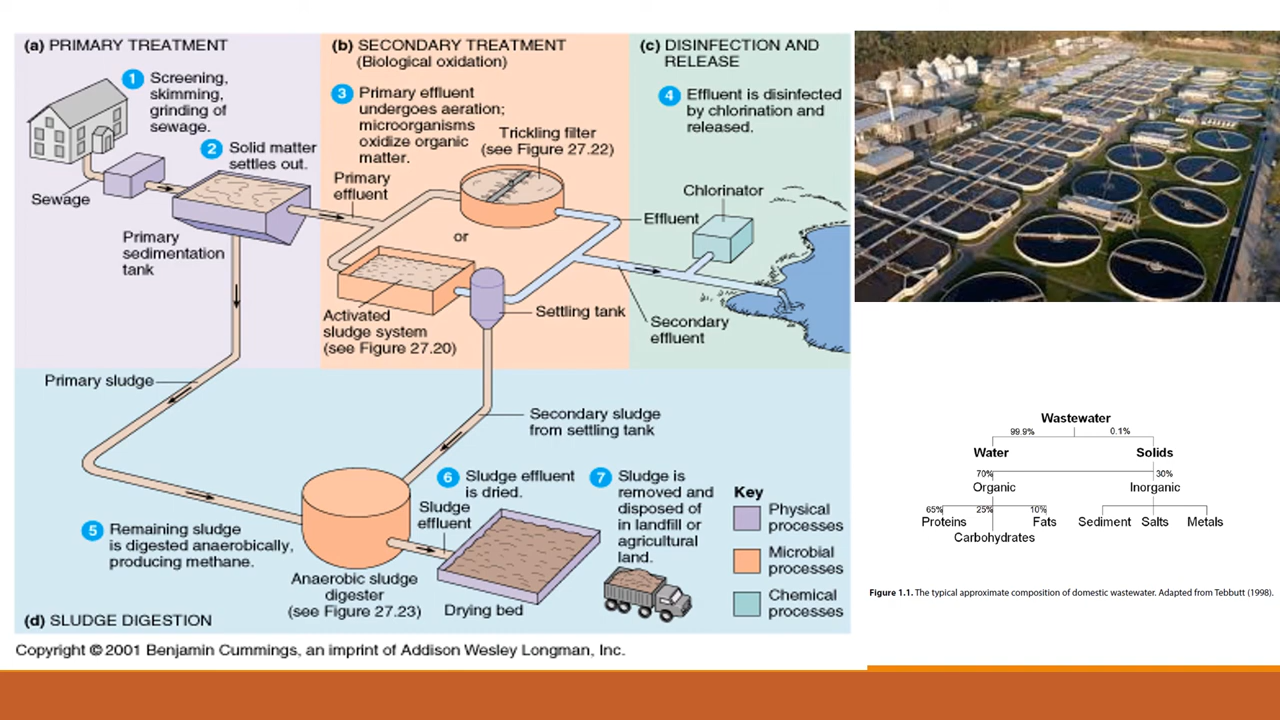 (a) PRIMARY TREATMENT
1 Screening,
skimming,
grinding of
sewage.
2 Solid matter
settles out.
Sewage
Primary
sedimentation
tank
(b) SECONDARY TREATMENT
(Biological oxidation)
3 Primary effluent
undergoes aeration;
microorganisms
oxidize organic
matter.
Trickling filter
(see Figure 27.22)
Primary
effluent
or
Activated
sludge system
(see Figure 27.20)
Settling tank
(c) DISINFECTION AND
RELEASE
4 Effluent is disinfected
by chlorination and
released.
Chlorinator
Effluent
Secondary
effluent
Primary sludge
Secondary sludge
from settling tank
5 Remaining sludge
is digested anaerobically,
producing methane.
Anaerobic sludge
digester
(see Figure 27.23)
6 Sludge effluent
is dried.
Sludge
effluent
Drying bed
7 Sludge is
removed and
disposed of
in landfill or
agricultural
land.
Key
Physical
processes
Microbial
processes
Chemical
processes
(d) SLUDGE DIGESTION
Copyright © 2001 Benjamin Cummings, an imprint of Addison Wesley Longman, Inc.
Wastewater
99.9% 0.1%
Water Solids
70% 30%
Organic Inorganic
65% 25% 10%
Proteins Fats Sediment Salts Metals
Carbohydrates
Figure 1.1. The typical approximate composition of domestic wastewater. Adapted from Tebbutt (1998).